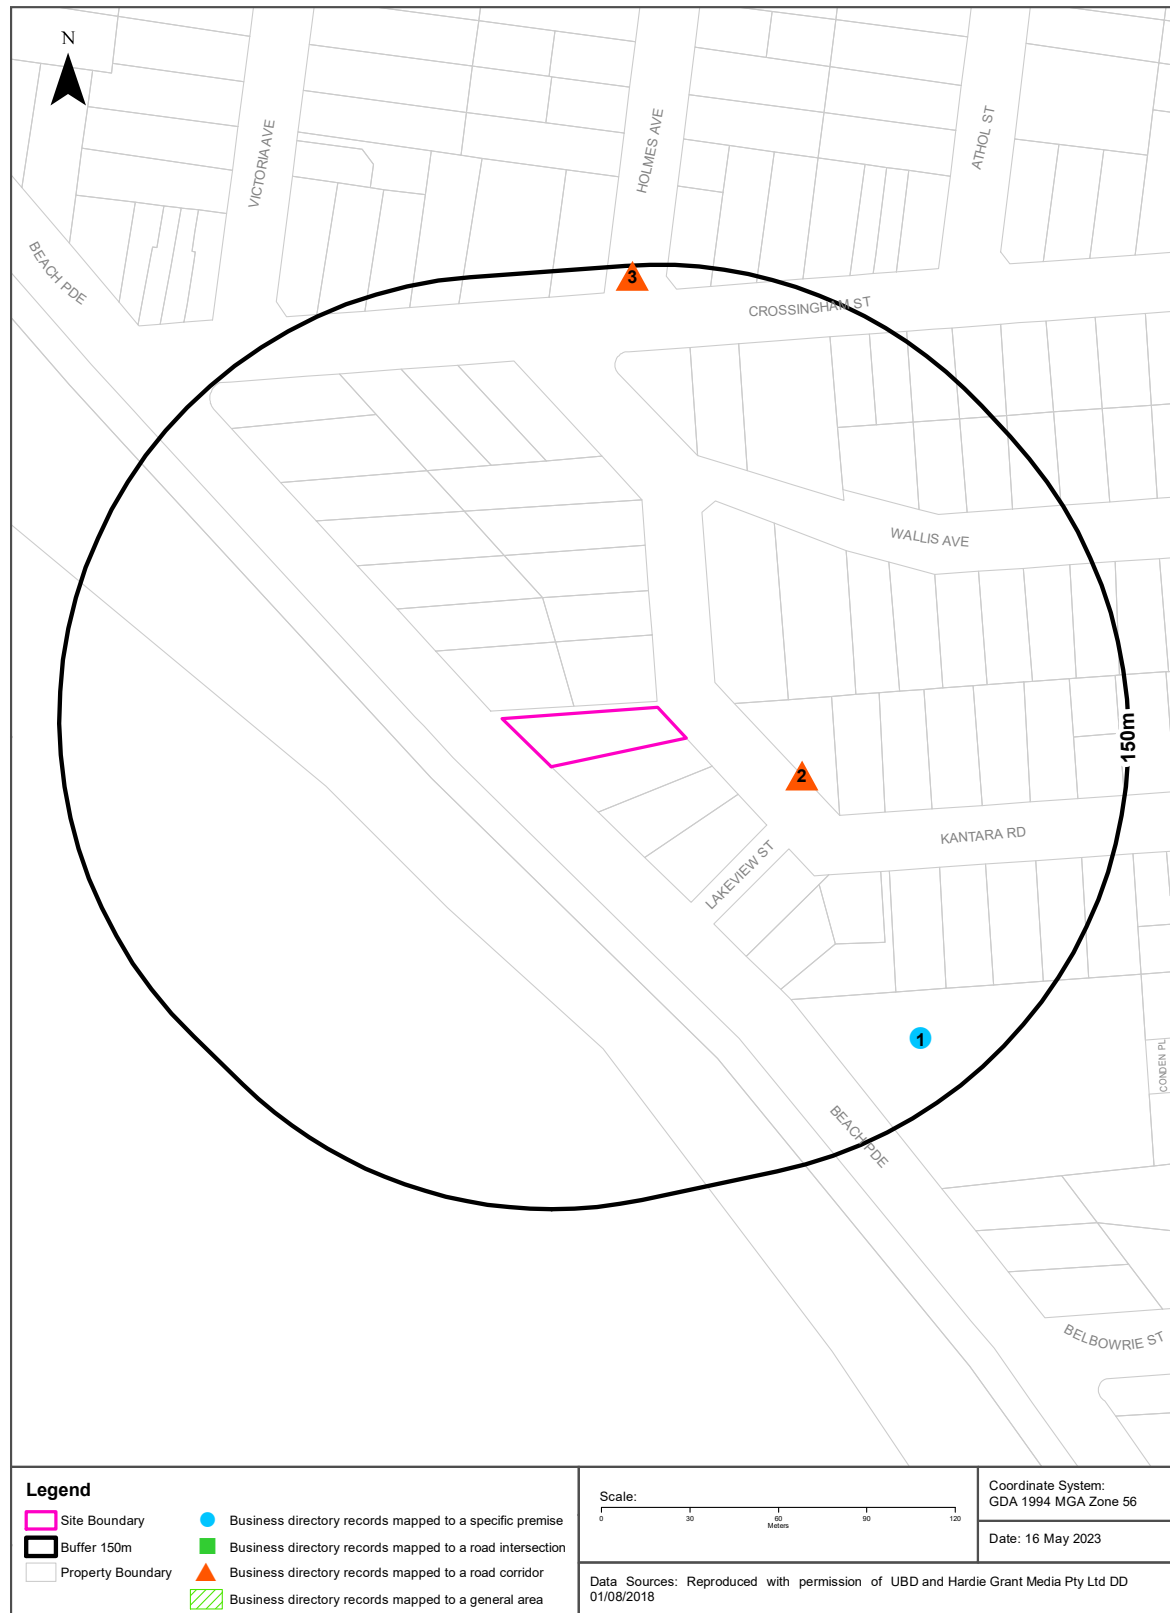 N
VICTORIA AVE
HOLMES AVE
ATHOL ST
BEACH PDE
3
CROSSINGHAM ST
WALLIS AVE
150m
2
KANTARA RD
LAKEVIEW ST
1
CONDEN PL
BEACH PDE
BELBOWRIE ST
Legend
Site Boundary
Buffer 150m
Property Boundary
Business directory records mapped to a specific premise
Business directory records mapped to a road intersection
Business directory records mapped to a road corridor
Business directory records mapped to a general area
Scale:
0 30 60 90 120
Meters
Coordinate System:
GDA 1994 MGA Zone 56
Date: 16 May 2023
Data Sources: Reproduced with permission of UBD and Hardie Grant Media Pty Ltd DD
01/08/2018